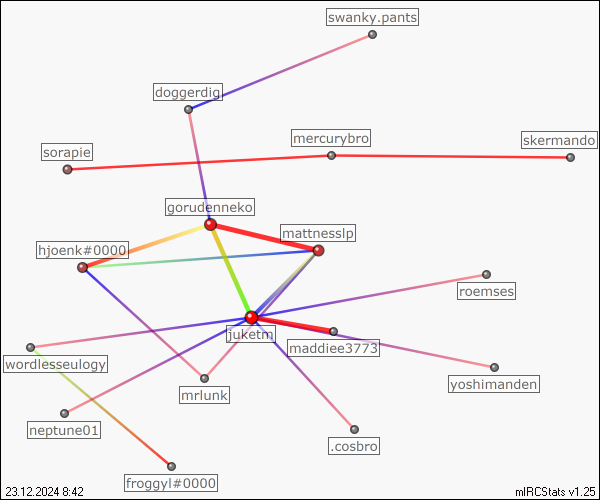 swanky.pants
doggerdig
mercurybro
skermando
sorapie
gorudenneko
mattnesslp
hjoenk#0000
roemses
juketm
maddiee3773
wordlesseulogy
yoshimanden
mrlunk
neptune01
.cosbro
froggyl#0000
23.12.2024 8:42
mIRCStats v1.25